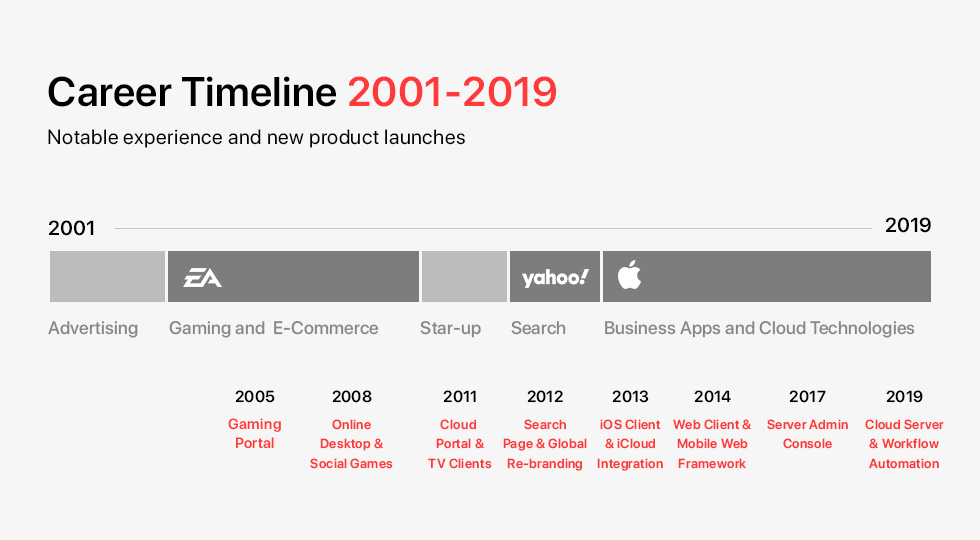 Career Timeline 2001-2019
Notable experience and new product launches
2001
2019
EA
yahoo!
Advertising
Gaming and E-Commerce
Star-up
Search
Business Apps and Cloud Technologies
2005
Gaming
Portal
2008
Online
Desktop &
Social Games
2011
Cloud
Portal &
TV Clients
2012
Search
Page & Global
Re-branding
2013
iOS Client
& iCloud
Integration
2014
Web Client &
Mobile Web
Framework
2017
Server Admin
Console
2019
Cloud Server
& Workflow
Automation